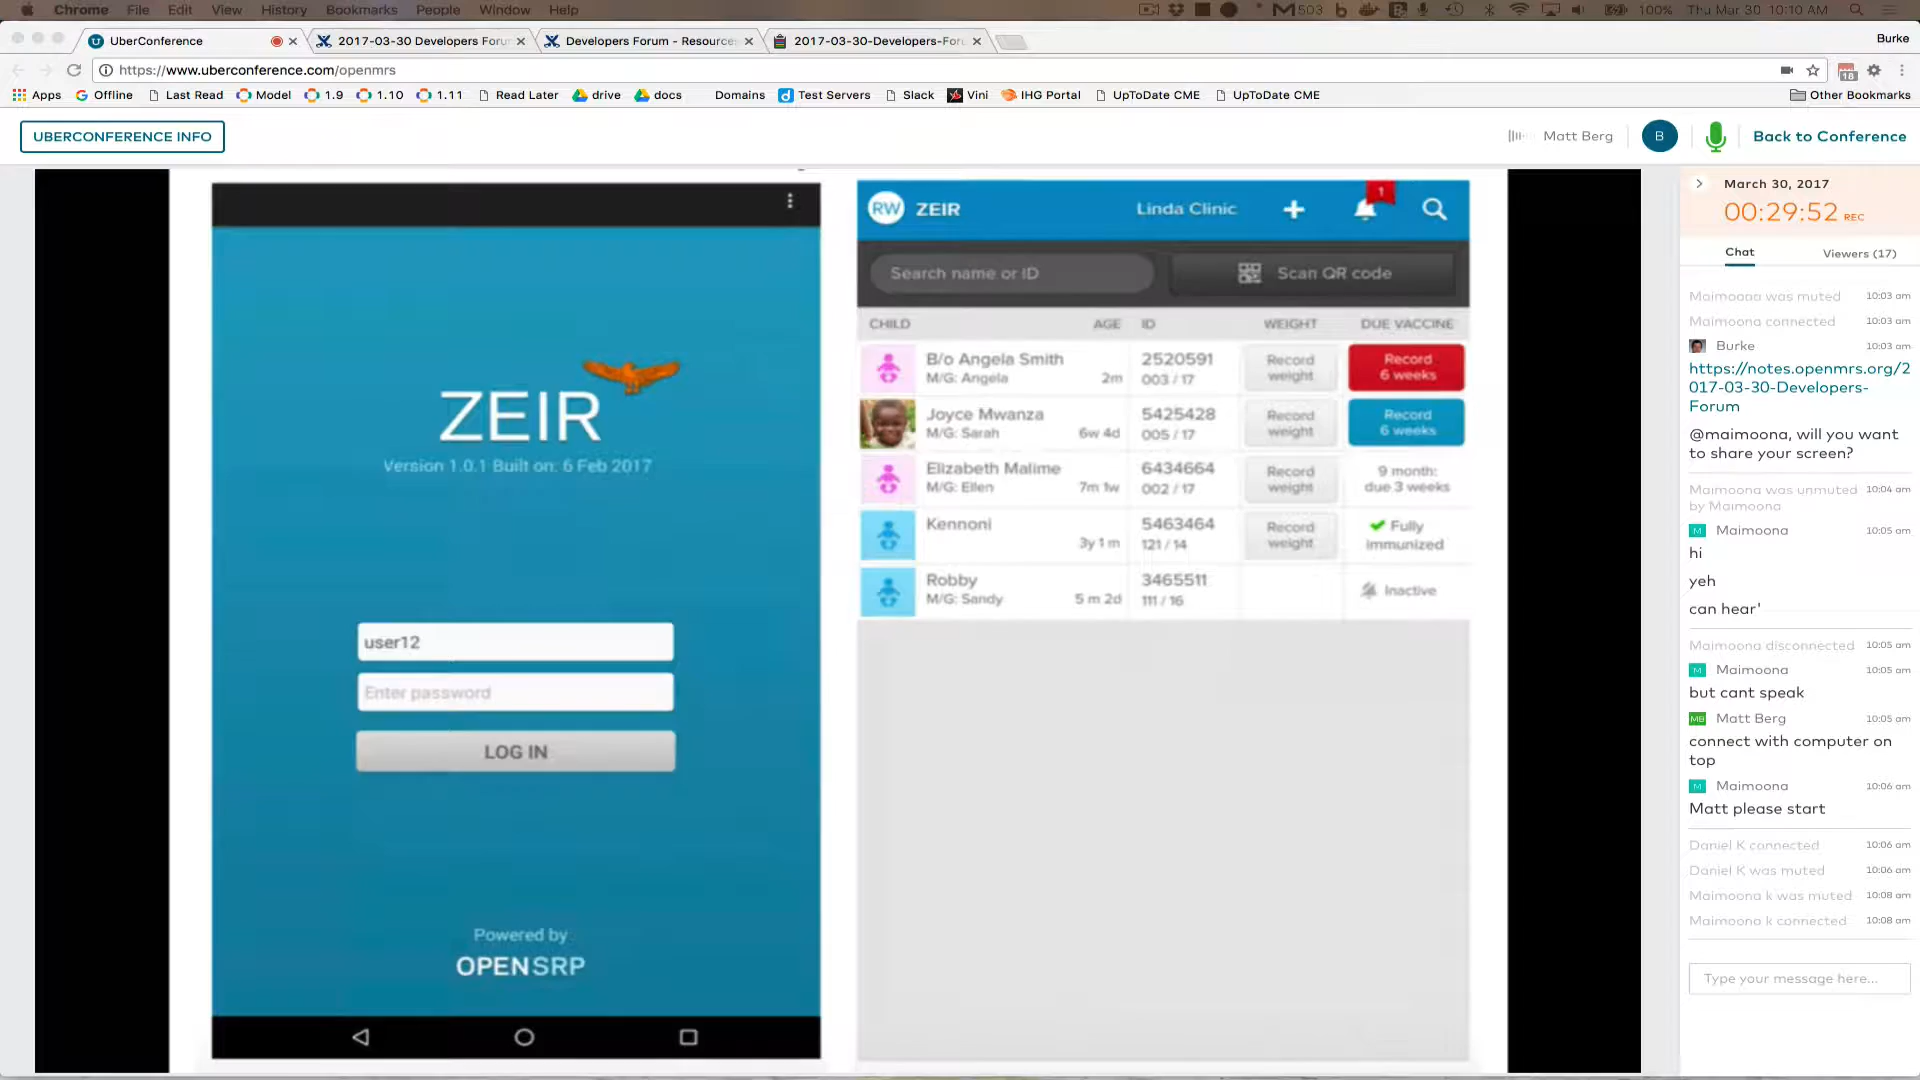 Chrome File Edit View History Bookmarks People Window Help 503 100% Thu Mar 30 10:10 AM
UberConference 2017-03-30 Developers Foru Developers Forum - Resource 2017-03-30-Developers-For Burke
https://www.uberconference.com/openmrs 18
Apps Offline Last Read Model 1.9 1.10 1.11 Read Later drive docs Domains Test Servers Slack Vini IHG Portal UpToDate CME UpToDate CME Other Bookmarks
UBERCONFERENCE INFO Matt Berg B Back to Conference
ZEIR
Version 1.0.1 Built on: 6 Feb 2017
user12
Enter password
LOG IN
Powered by
OPENSRP
RW ZEIR Linda Clinic 1
Search name or ID Scan QR code
CHILD AGE ID WEIGHT DUE VACCINE
B/o Angela Smith 2520591 Record Record
M/G: Angela 2m 003 / 17 weight 6 weeks
Joyce Mwanza 5425428 Record Record
M/G: Sarah 6w 4d 005 / 17 weight 6 weeks
Elizabeth Malime 6434664 Record 9 month:
M/G: Ellen 7m 1w 002 / 17 weight due 3 weeks
Kennoni 5463464 Record Fully
3y 1 m 121 / 14 weight immunized
Robby 3465511 Inactive
M/G: Sandy 5 m 2d 111 / 16
March 30, 2017
00:29:52 REC
Chat Viewers (17)
Maimoaaa was muted 10:03 am
Maimoona connected 10:03 am
Burke 10:03 am
https://notes.openmrs.org/2
017-03-30-Developers-
Forum
@maimoona, will you want
to share your screen?
Maimoona was unmuted 10:04 am
by Maimoona
M Maimoona 10:05 am
hi
yeh
can hear'
Maimoona disconnected 10:05 am
M Maimoona 10:05 am
but cant speak
MB Matt Berg 10:05 am
connect with computer on
top
M Maimoona 10:06 am
Matt please start
Daniel K connected 10:06 am
Daniel K was muted 10:06 am
Maimoona k was muted 10:08 am
Maimoona k connected 10:08 am
Type your message here...